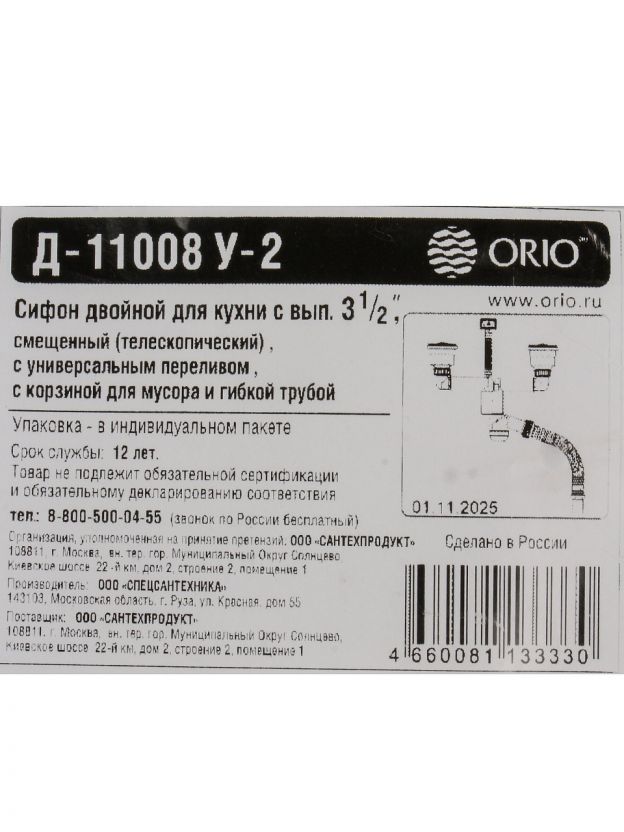 Д-11008 У-2
ORIO™
www.orio.ru
Сифон двойной для кухни с вып. 3 1/2",
смещенный (телескопический),
с универсальным переливом,
с корзиной для мусора и гибкой трубой
Упаковка - в индивидуальном пакете
Срок службы: 12 лет.
Товар не подлежит обязательной сертификации
и обязательному декларированию соответствия
тел.: 8-800-500-04-55 (звонок по России бесплатный)
01.11.2025
Организация, уполномоченная на принятие претензий: ООО «САНТЕХПРОДУКТ»
108811, г. Москва, вн. тер. гор. Муниципальный Округ Солнцево,
Киевское шоссе 22-й км, дом 2, строение 2, помещение 1
Производитель: ООО «СПЕЦСАНТЕХНИКА»
143103, Московская область, г. Руза, ул. Красная, дом 55
Поставщик: ООО «САНТЕХПРОДУКТ»
108811, г. Москва, вн. тер. гор. Муниципальный Округ Солнцево,
Киевское шоссе 22-й км, дом 2, строение 2, помещение 1
Сделано в России
4 660081 133330